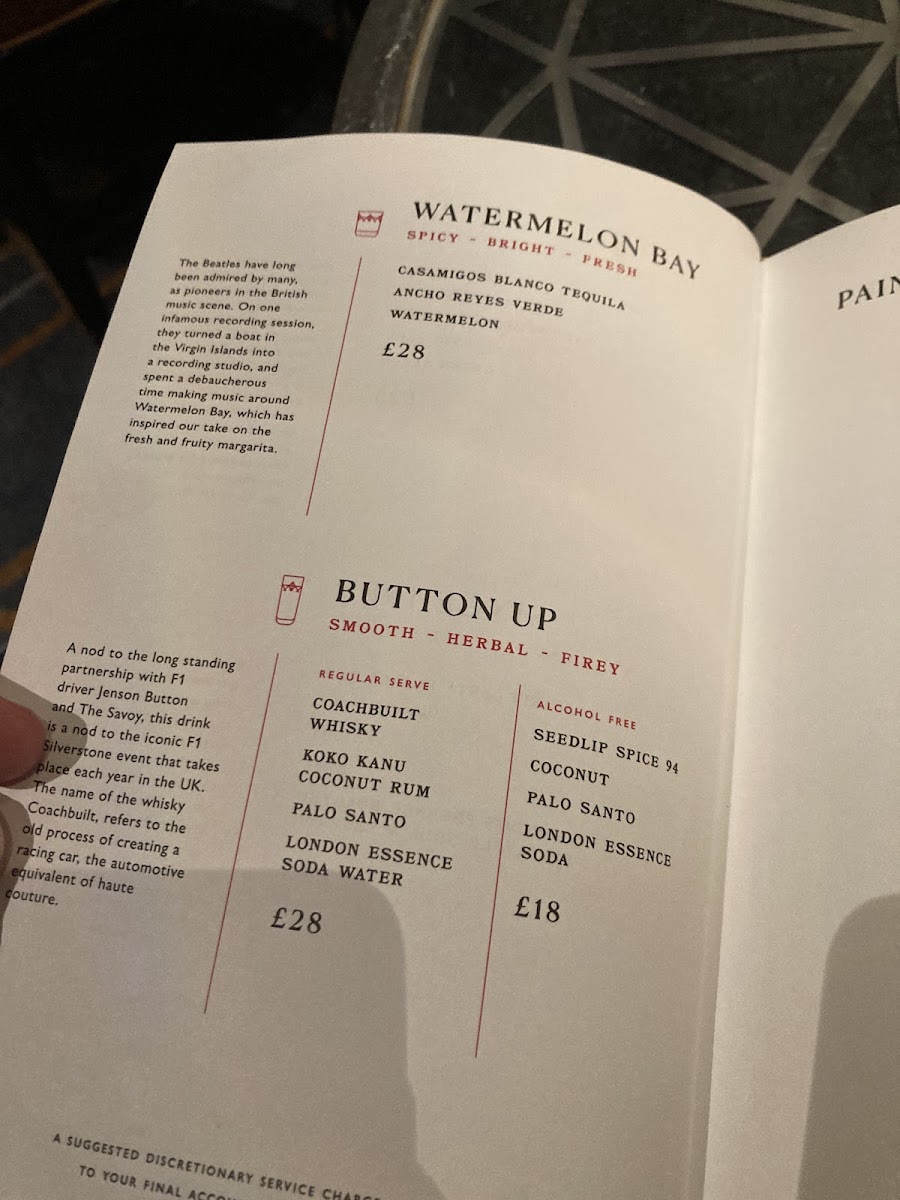 WATERMELON BAY
SPICY - BRIGHT - FRESH
The Beatles have long
been admired by many,
as pioneers in the British
music scene. On one
infamous recording session,
they turned a boat in
the Virgin Islands into
a recording studio, and
spent a debaucherous
time making music around
Watermelon Bay, which has
inspired our take on the
fresh and fruity margarita.
CASAMIGOS BLANCO TEQUILA
ANCHO REYES VERDE
WATERMELON
£28
BUTTON UP
SMOOTH - HERBAL - FIREY
A nod to the long standing
partnership with F1
driver Jenson Button
and The Savoy, this drink
is a nod to the iconic F1
Silverstone event that takes
place each year in the UK.
The name of the whisky
Coachbuilt, refers to the
old process of creating a
racing car, the automotive
equivalent of haute
couture.
REGULAR SERVE
COACHBUILT
WHISKY
KOKO KANU
COCONUT RUM
PALO SANTO
LONDON ESSENCE
SODA WATER
£28
ALCOHOL FREE
SEEDLIP SPICE 94
COCONUT
PALO SANTO
LONDON ESSENCE
SODA
£18
A SUGGESTED DISCRETIONARY SERVICE CHARGE
TO YOUR FINAL
PAIN